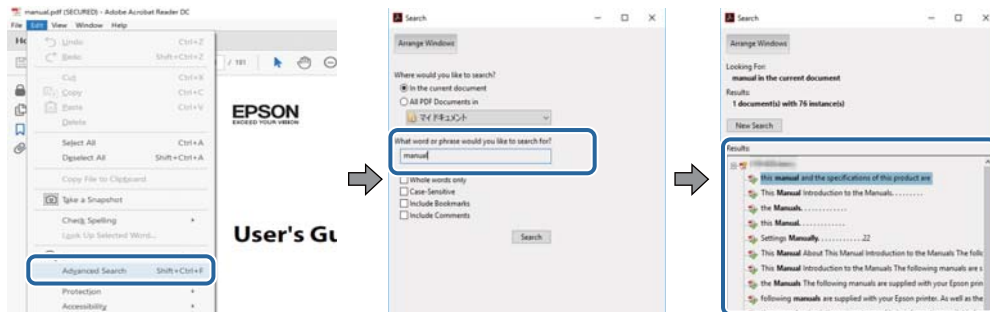 manual.pdf (SECURED) - Adobe Acrobat Reader DC
File Edit View Window Help
Undo Ctrl+Z
Redo Shift+Ctrl+Z
Cut Ctrl+X
Copy Ctrl+C
Paste Ctrl+V
Delete
Select All Ctrl+A
Deselect All Shift+Ctrl+A
Copy File to Clipboard
Take a Snapshot
Check Spelling
Look Up Selected Word...
Advanced Search Shift+Ctrl+F
Protection
Accessibility
/ 191
EPSON
EXCEED YOUR VISION
User's Gu
Search
Arrange Windows
Where would you like to search?
In the current document
All PDF Documents in
マイ ドキュメント
What word or phrase would you like to search for?
manual
Whole words only
Case-Sensitive
Include Bookmarks
Include Comments
Search
Search
Arrange Windows
Looking For:
manual in the current document
Results:
1 document(s) with 76 instance(s)
New Search
Results:
this manual and the specifications of this product are
This Manual Introduction to the Manuals.........
the Manuals.............
this Manual.............
Settings Manually.............22
This Manual About This Manual Introduction to the Manuals The follo
This Manual Introduction to the Manuals The following manuals are s
the Manuals The following manuals are supplied with your Epson prin
following manuals are supplied with your Epson printer. As well as the